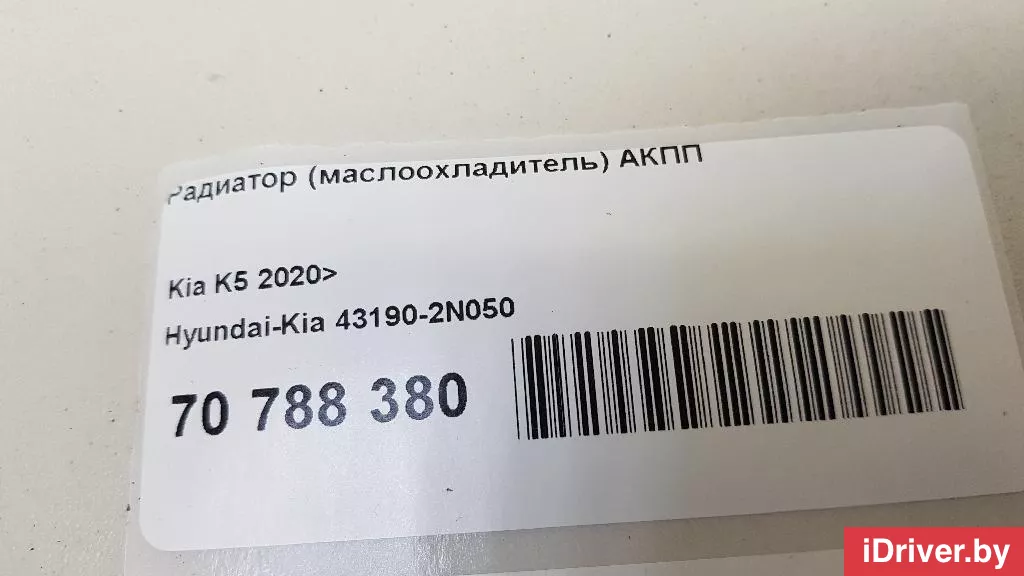 Радиатор (маслоохладитель) АКПП
Kia K5 2020>
Hyundai-Kia 43190-2N050
70 788 380
iDriver.by